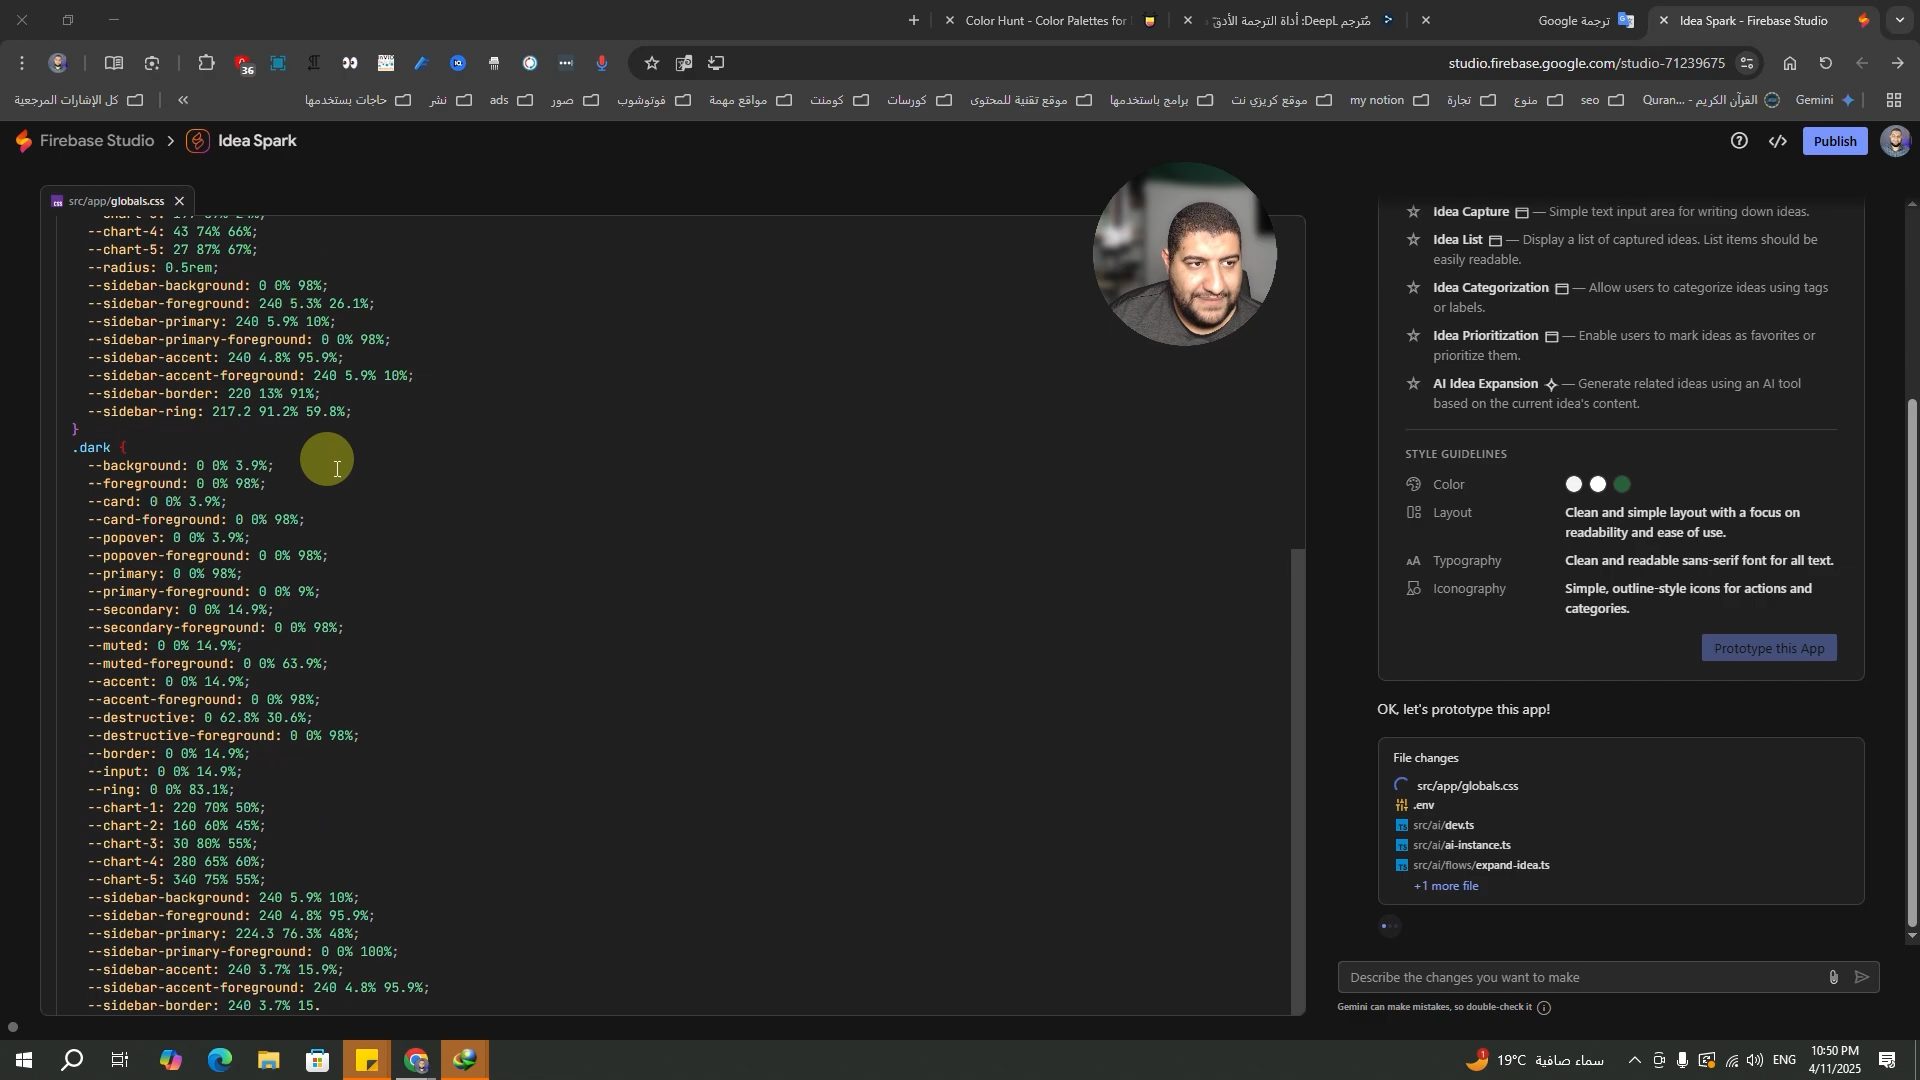 Color Hunt - Color Palettes for
مُترجم DeepL: أداة الترجمة الأدقّ
ترجمة Google
Idea Spark - Firebase Studio
36
studio.firebase.google.com/studio-71239675
كل الإشارات المرجعية
حاجات بستخدمها
نشر
ads
صور
فوتوشوب
مواقع مهمة
كومنت
كورسات
موقع تقنية للمحتوى
برامج باستخدمها
موقع كريزي نت
my notion
تجارة
منوع
seo
القرآن الكريم - ...Quran
Gemini
Firebase Studio
Idea Spark
Publish
src/app/globals.css
--chart-4: 43 74% 66%;
--chart-5: 27 87% 67%;
--radius: 0.5rem;
--sidebar-background: 0 0% 98%;
--sidebar-foreground: 240 5.3% 26.1%;
--sidebar-primary: 240 5.9% 10%;
--sidebar-primary-foreground: 0 0% 98%;
--sidebar-accent: 240 4.8% 95.9%;
--sidebar-accent-foreground: 240 5.9% 10%;
--sidebar-border: 220 13% 91%;
--sidebar-ring: 217.2 91.2% 59.8%;
}
.dark {
--background: 0 0% 3.9%;
--foreground: 0 0% 98%;
--card: 0 0% 3.9%;
--card-foreground: 0 0% 98%;
--popover: 0 0% 3.9%;
--popover-foreground: 0 0% 98%;
--primary: 0 0% 98%;
--primary-foreground: 0 0% 9%;
--secondary: 0 0% 14.9%;
--secondary-foreground: 0 0% 98%;
--muted: 0 0% 14.9%;
--muted-foreground: 0 0% 63.9%;
--accent: 0 0% 14.9%;
--accent-foreground: 0 0% 98%;
--destructive: 0 62.8% 30.6%;
--destructive-foreground: 0 0% 98%;
--border: 0 0% 14.9%;
--input: 0 0% 14.9%;
--ring: 0 0% 83.1%;
--chart-1: 220 70% 50%;
--chart-2: 160 60% 45%;
--chart-3: 30 80% 55%;
--chart-4: 280 65% 60%;
--chart-5: 340 75% 55%;
--sidebar-background: 240 5.9% 10%;
--sidebar-foreground: 240 4.8% 95.9%;
--sidebar-primary: 224.3 76.3% 48%;
--sidebar-primary-foreground: 0 0% 100%;
--sidebar-accent: 240 3.7% 15.9%;
--sidebar-accent-foreground: 240 4.8% 95.9%;
--sidebar-border: 240 3.7% 15.
Idea Capture — Simple text input area for writing down ideas.
Idea List — Display a list of captured ideas. List items should be
easily readable.
Idea Categorization — Allow users to categorize ideas using tags
or labels.
Idea Prioritization — Enable users to mark ideas as favorites or
prioritize them.
AI Idea Expansion — Generate related ideas using an AI tool
based on the current idea's content.
STYLE GUIDELINES
Color
Layout
Clean and simple layout with a focus on
readability and ease of use.
Typography
Clean and readable sans-serif font for all text.
Iconography
Simple, outline-style icons for actions and
categories.
Prototype this App
OK, let's prototype this app!
File changes
src/app/globals.css
.env
src/ai/dev.ts
src/ai/ai-instance.ts
src/ai/flows/expand-idea.ts
+1 more file
Describe the changes you want to make
Gemini can make mistakes, so double-check it
19°C سماء صافية
ENG
10:50 PM
4/11/2025